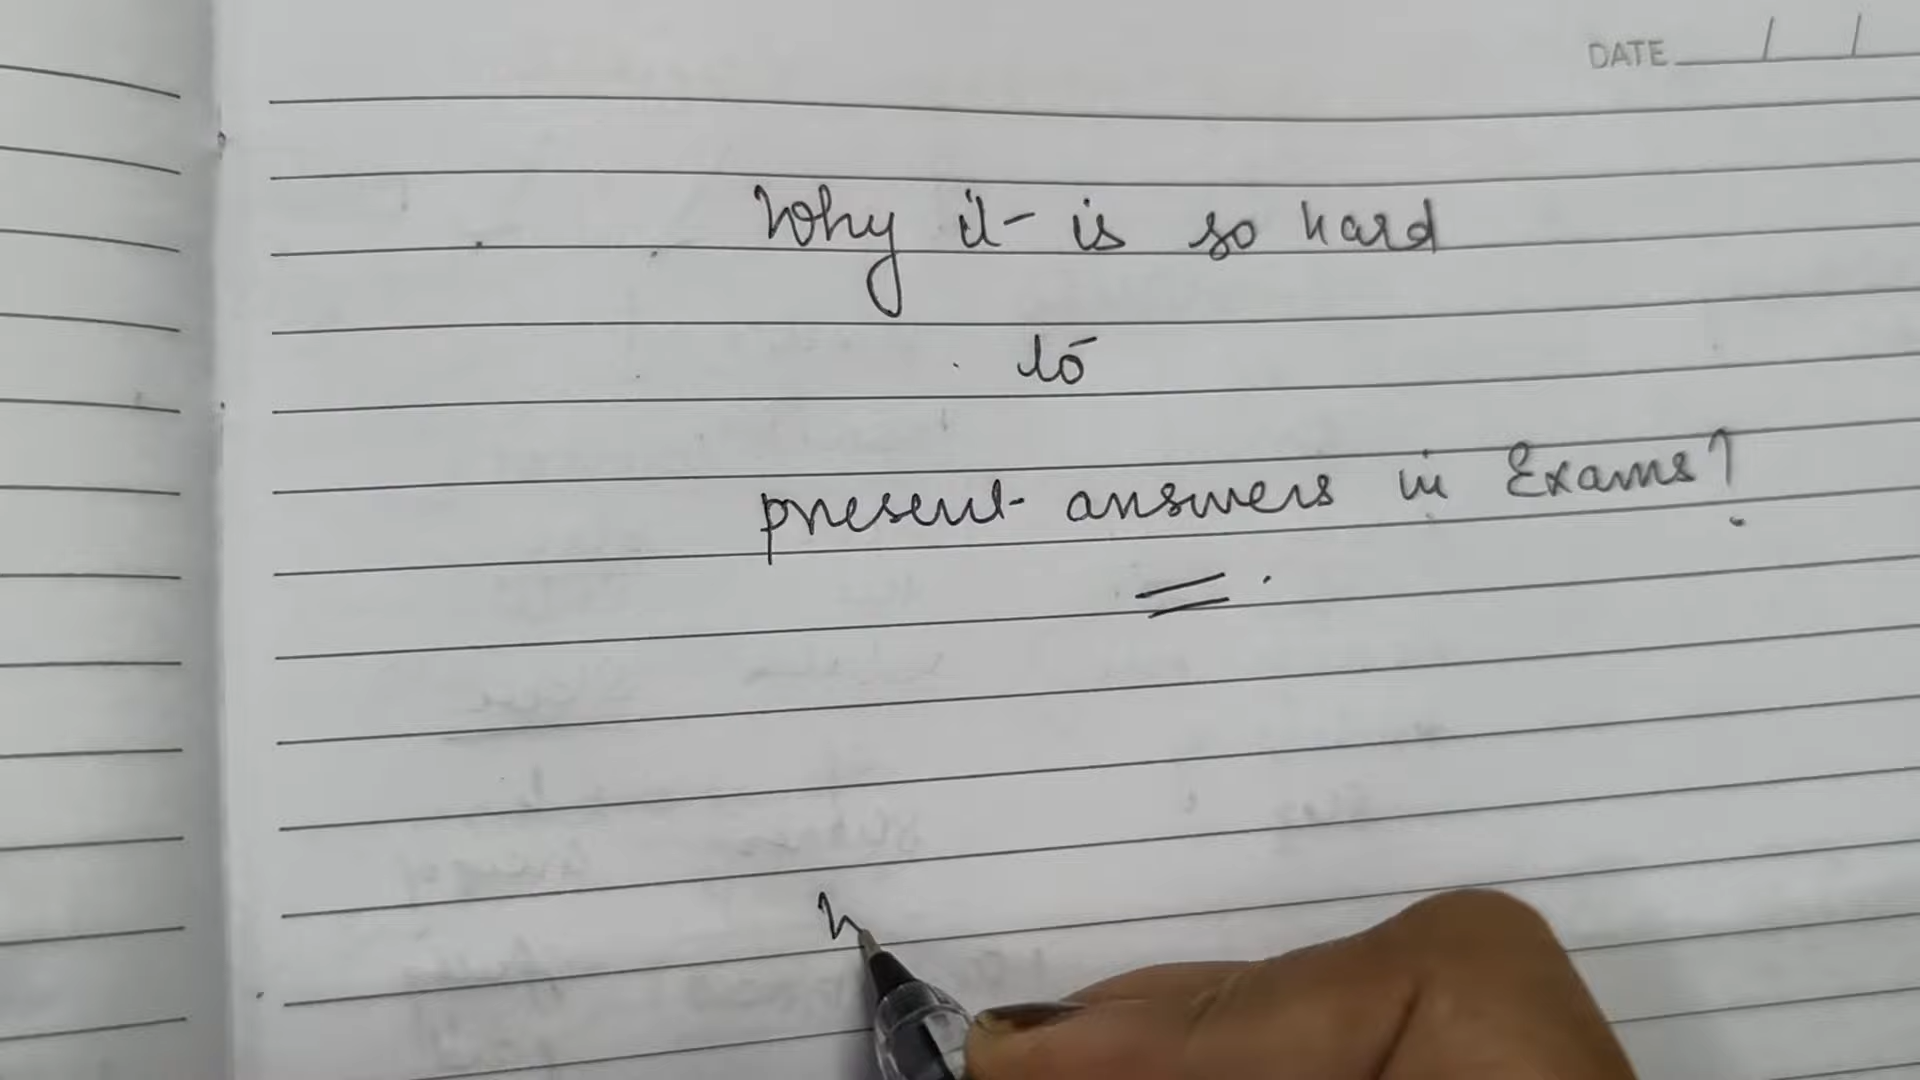 DATE / /
Why it is so hard
to
present answers in Exams?